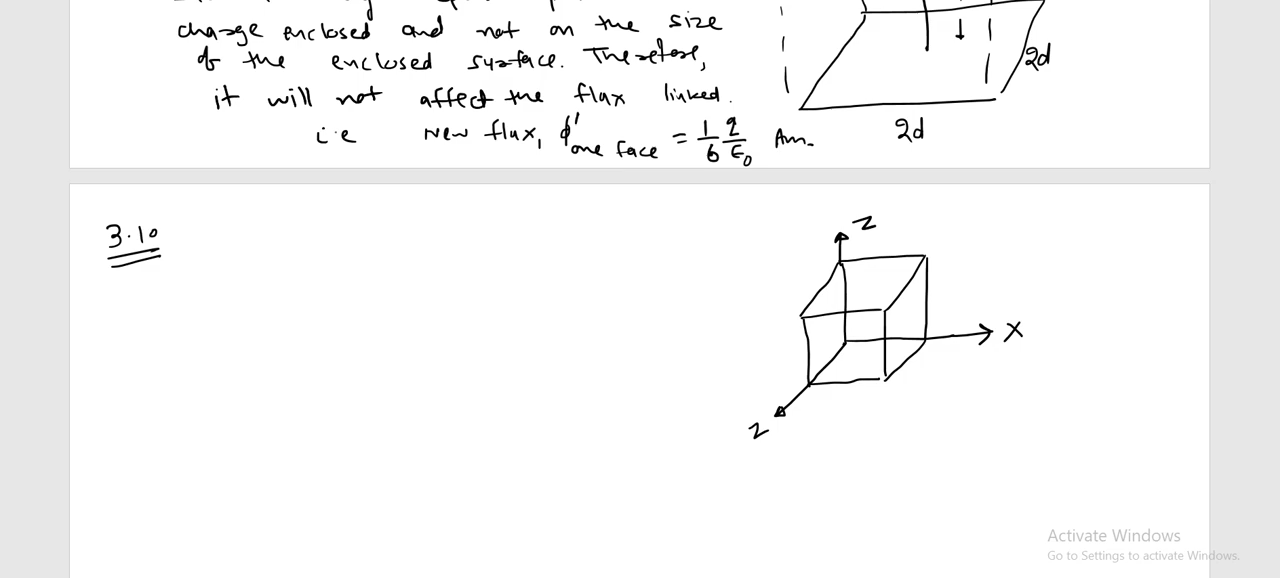 charge enclosed and not on the size
of the enclosed surface. Therefore,
it will not affect the flux linked.
i.e New flux, ϕ' one face = 1/6 q/ε₀ Ans.
2d
2d
3.10
Z
X
Z
Activate Windows
Go to Settings to activate Windows.